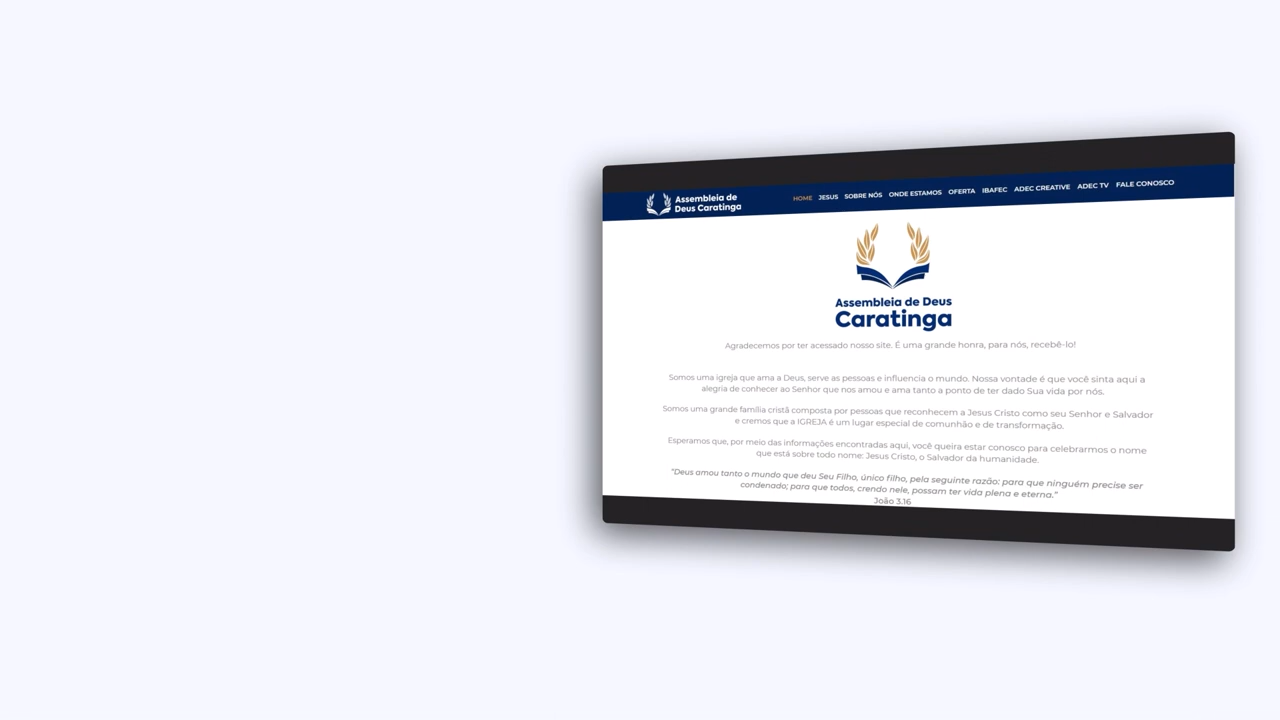 Assembleia de
Deus Caratinga
HOME JESUS SOBRE NÓS ONDE ESTAMOS OFERTA IBAFEC ADEC CREATIVE ADEC TV FALE CONOSCO
Assembleia de Deus
Caratinga
Agradecemos por ter acessado nosso site. É uma grande honra, para nós, recebê-lo!
Somos uma igreja que ama a Deus, serve as pessoas e influencia o mundo. Nossa vontade é que você sinta aqui a
alegria de conhecer ao Senhor que nos amou e ama tanto a ponto de ter dado Sua vida por nós.
Somos uma grande família cristã composta por pessoas que reconhecem a Jesus Cristo como seu Senhor e Salvador
e cremos que a IGREJA é um lugar especial de comunhão e de transformação.
Esperamos que, por meio das informações encontradas aqui, você queira estar conosco para celebrarmos o nome
que está sobre todo nome: Jesus Cristo, o Salvador da humanidade.
"Deus amou tanto o mundo que deu Seu Filho, único filho, pela seguinte razão: para que ninguém precise ser
condenado; para que todos, crendo nele, possam ter vida plena e eterna."
João 3.16